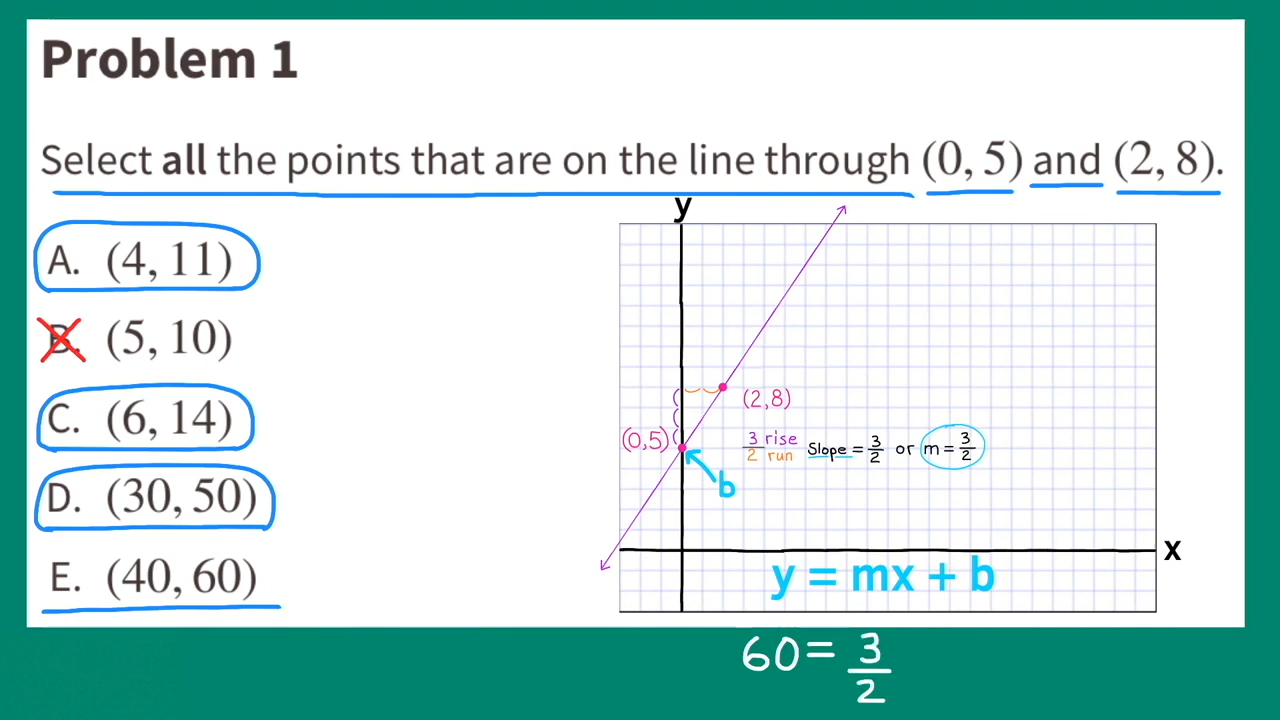 Problem 1
Select all the points that are on the line through (0, 5) and (2, 8).
A. (4, 11)
B. (5, 10)
C. (6, 14)
D. (30, 50)
E. (40, 60)
y
(2,8)
(0,5)
3 rise
2 run
Slope = 3/2 or m = 3/2
b
x
y = mx + b
60 = 3/2